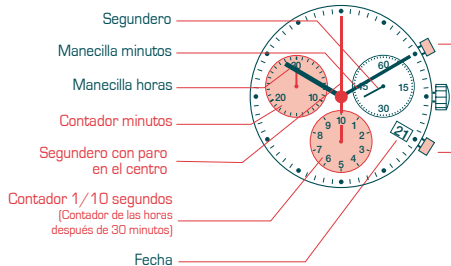 Segundero
Manecilla minutos
Manecilla horas
Contador minutos
Segundero con paro
en el centro
Contador 1/10 segundos
(Contador de las horas
después de 30 minutos)
Fecha
30
20
10
60
45
15
30
21
10
1
2
3
4
5
6
7
8
9